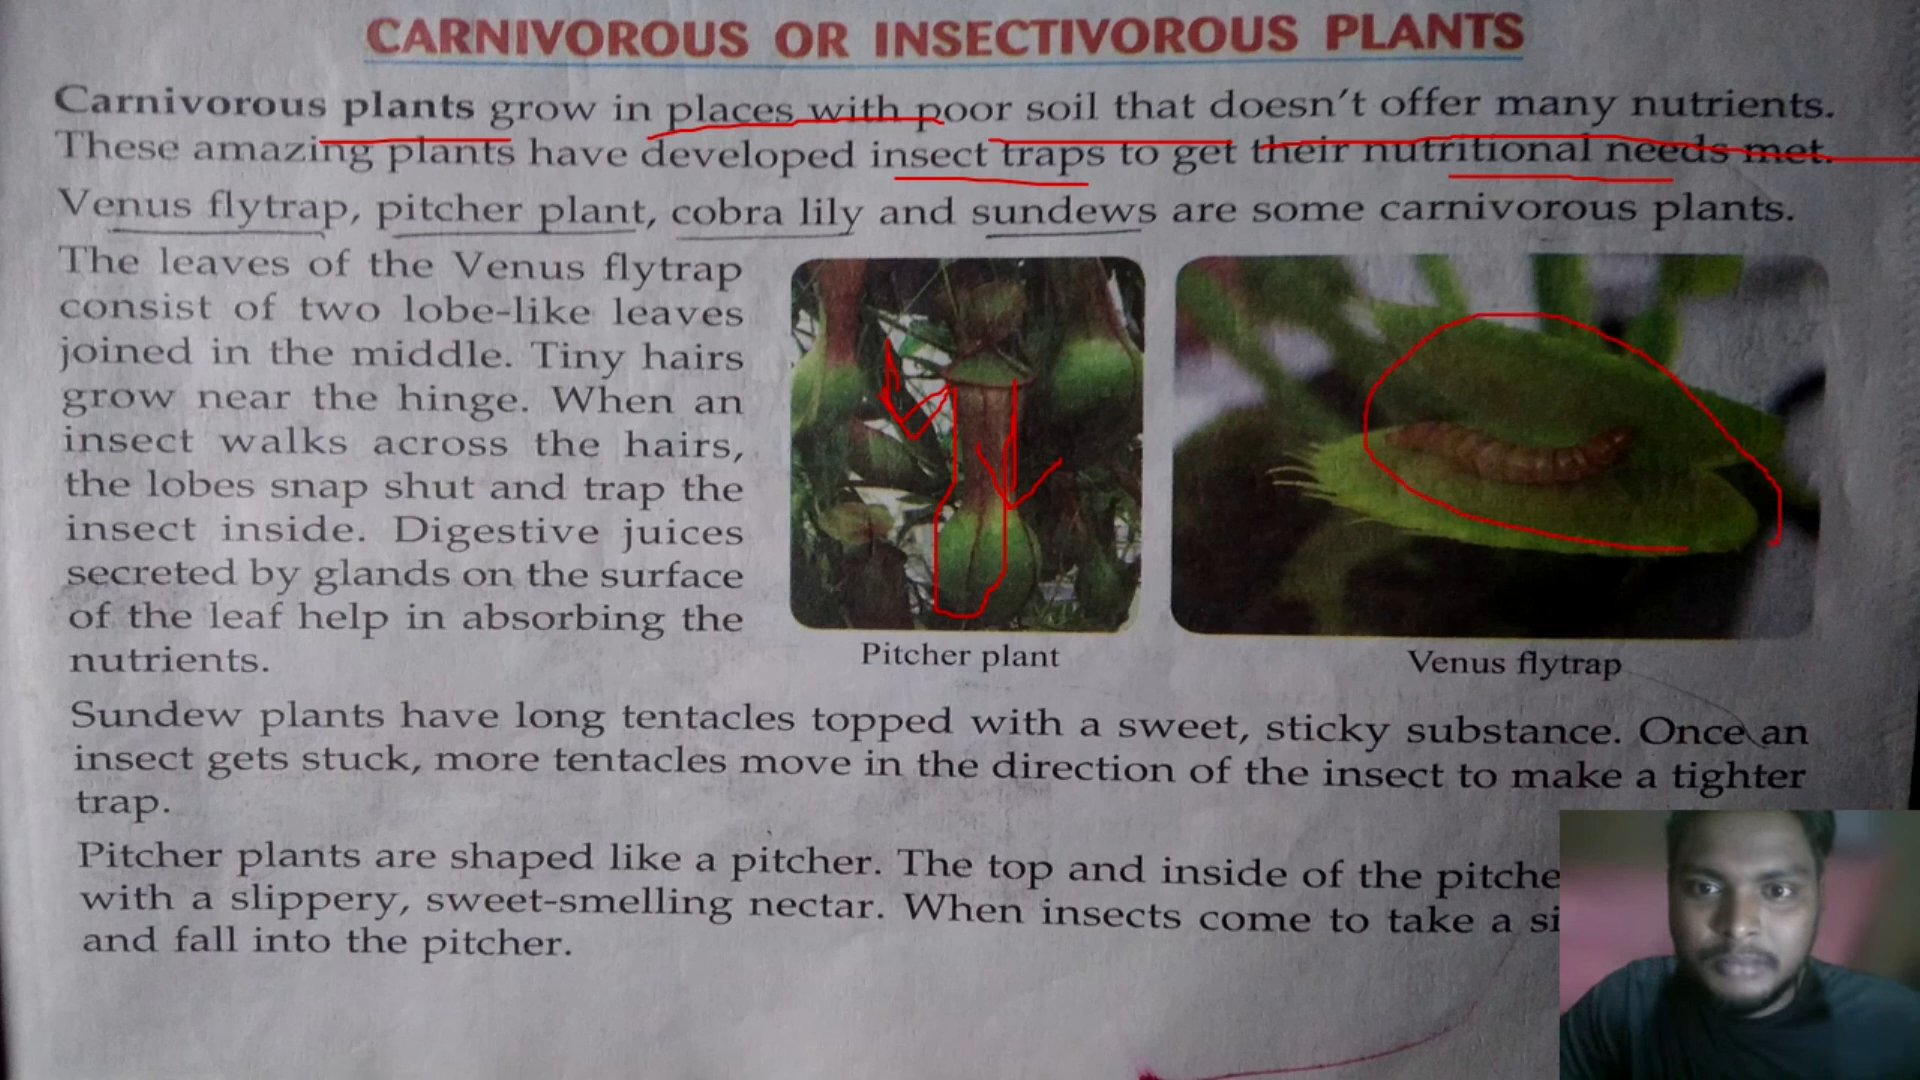 CARNIVOROUS OR INSECTIVOROUS PLANTS
Carnivorous plants grow in places with poor soil that doesn't offer many nutrients.
These amazing plants have developed insect traps to get their nutritional needs met.
Venus flytrap, pitcher plant, cobra lily and sundews are some carnivorous plants.
The leaves of the Venus flytrap
consist of two lobe-like leaves
joined in the middle. Tiny hairs
grow near the hinge. When an
insect walks across the hairs,
the lobes snap shut and trap the
insect inside. Digestive juices
secreted by glands on the surface
of the leaf help in absorbing the
nutrients.
Pitcher plant
Venus flytrap
Sundew plants have long tentacles topped with a sweet, sticky substance. Once an
insect gets stuck, more tentacles move in the direction of the insect to make a tighter
trap.
Pitcher plants are shaped like a pitcher. The top and inside of the
with a slippery, sweet-smelling nectar. When insects come to take a
and fall into the pitcher.